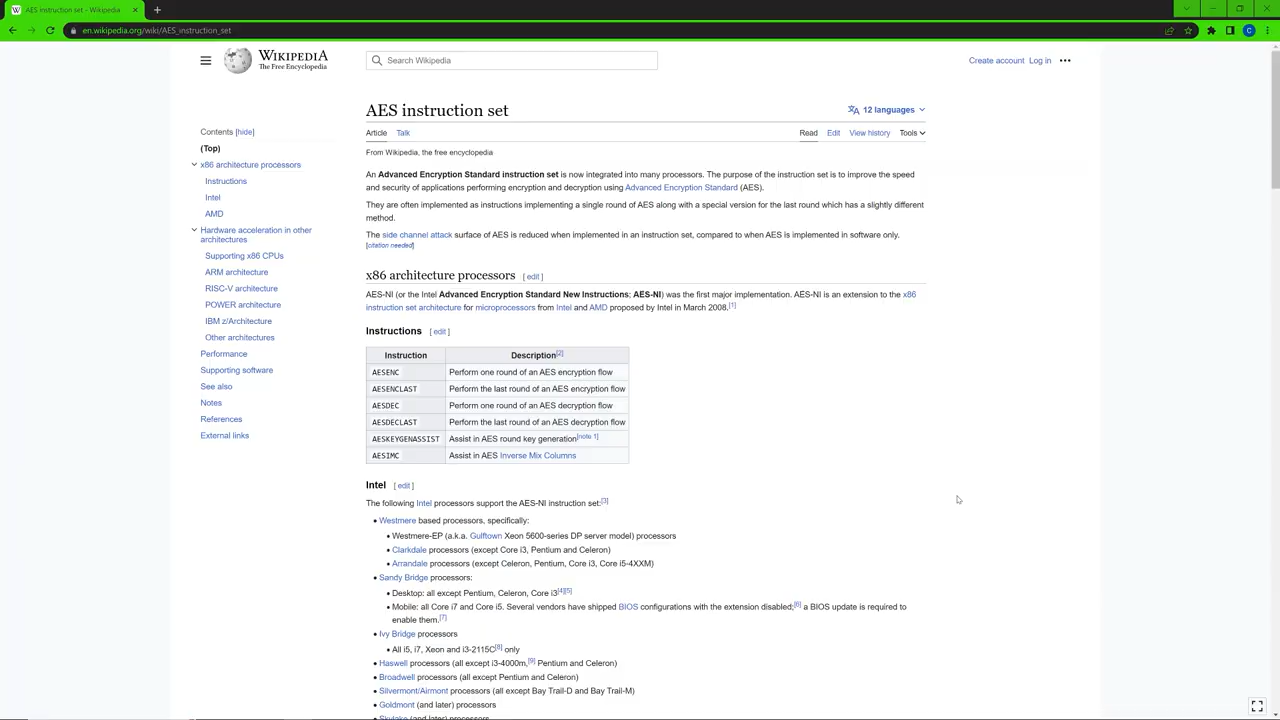 AES instruction set - Wikipedia
en.wikipedia.org/wiki/AES_instruction_set
C
WIKIPEDIA
The Free Encyclopedia
Search Wikipedia
Create account Log in
AES instruction set
12 languages
Contents [hide]
(Top)
x86 architecture processors
Instructions
Intel
AMD
Hardware acceleration in other
architectures
Supporting x86 CPUs
ARM architecture
RISC-V architecture
POWER architecture
IBM z/Architecture
Other architectures
Performance
Supporting software
See also
Notes
References
External links
Article Talk
Read Edit View history Tools
From Wikipedia, the free encyclopedia
An Advanced Encryption Standard instruction set is now integrated into many processors. The purpose of the instruction set is to improve the speed
and security of applications performing encryption and decryption using Advanced Encryption Standard (AES).
They are often implemented as instructions implementing a single round of AES along with a special version for the last round which has a slightly different
method.
The side channel attack surface of AES is reduced when implemented in an instruction set, compared to when AES is implemented in software only.
[citation needed]
x86 architecture processors [ edit ]
AES-NI (or the Intel Advanced Encryption Standard New Instructions; AES-NI) was the first major implementation. AES-NI is an extension to the x86
instruction set architecture for microprocessors from Intel and AMD proposed by Intel in March 2008.[1]
Instructions [ edit ]
Instruction Description[2]
AESENC Perform one round of an AES encryption flow
AESENCLAST Perform the last round of an AES encryption flow
AESDEC Perform one round of an AES decryption flow
AESDECLAST Perform the last round of an AES decryption flow
AESKEYGENASSIST Assist in AES round key generation[note 1]
AESIMC Assist in AES Inverse Mix Columns
Intel [ edit ]
The following Intel processors support the AES-NI instruction set:[3]
• Westmere based processors, specifically:
• Westmere-EP (a.k.a. Gulftown Xeon 5600-series DP server model) processors
• Clarkdale processors (except Core i3, Pentium and Celeron)
• Arrandale processors (except Celeron, Pentium, Core i3, Core i5-4XXM)
• Sandy Bridge processors:
• Desktop: all except Pentium, Celeron, Core i3[4][5]
• Mobile: all Core i7 and Core i5. Several vendors have shipped BIOS configurations with the extension disabled;[6] a BIOS update is required to
enable them.[7]
• Ivy Bridge processors
• All i5, i7, Xeon and i3-2115C[8] only
• Haswell processors (all except i3-4000m,[9] Pentium and Celeron)
• Broadwell processors (all except Pentium and Celeron)
• Silvermont/Airmont processors (all except Bay Trail-D and Bay Trail-M)
• Goldmont (and later) processors
• Skylake (and later) processors